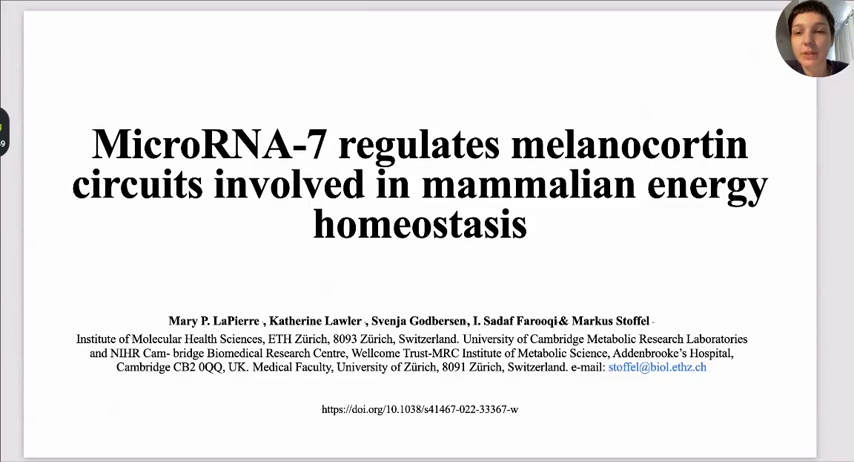 MicroRNA-7 regulates melanocortin
circuits involved in mammalian energy
homeostasis
Mary P. LaPierre , Katherine Lawler , Svenja Godbersen, I. Sadaf Farooqi& Markus Stoffel
Institute of Molecular Health Sciences, ETH Zürich, 8093 Zürich, Switzerland. University of Cambridge Metabolic Research Laboratories
and NIHR Cam- bridge Biomedical Research Centre, Wellcome Trust-MRC Institute of Metabolic Science, Addenbrooke’s Hospital,
Cambridge CB2 0QQ, UK. Medical Faculty, University of Zürich, 8091 Zürich, Switzerland. e-mail: stoffel@biol.ethz.ch
https://doi.org/10.1038/s41467-022-33367-w